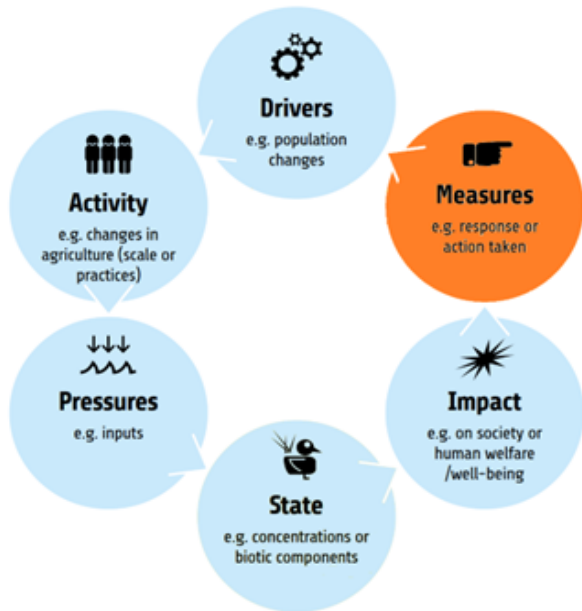 Drivers
e.g. population
changes
Measures
e.g. response or
action taken
Impact
e.g. on society or
human welfare
/well-being
State
e.g. concentrations or
biotic components
Pressures
e.g. inputs
Activity
e.g. changes in
agriculture (scale or
practices)